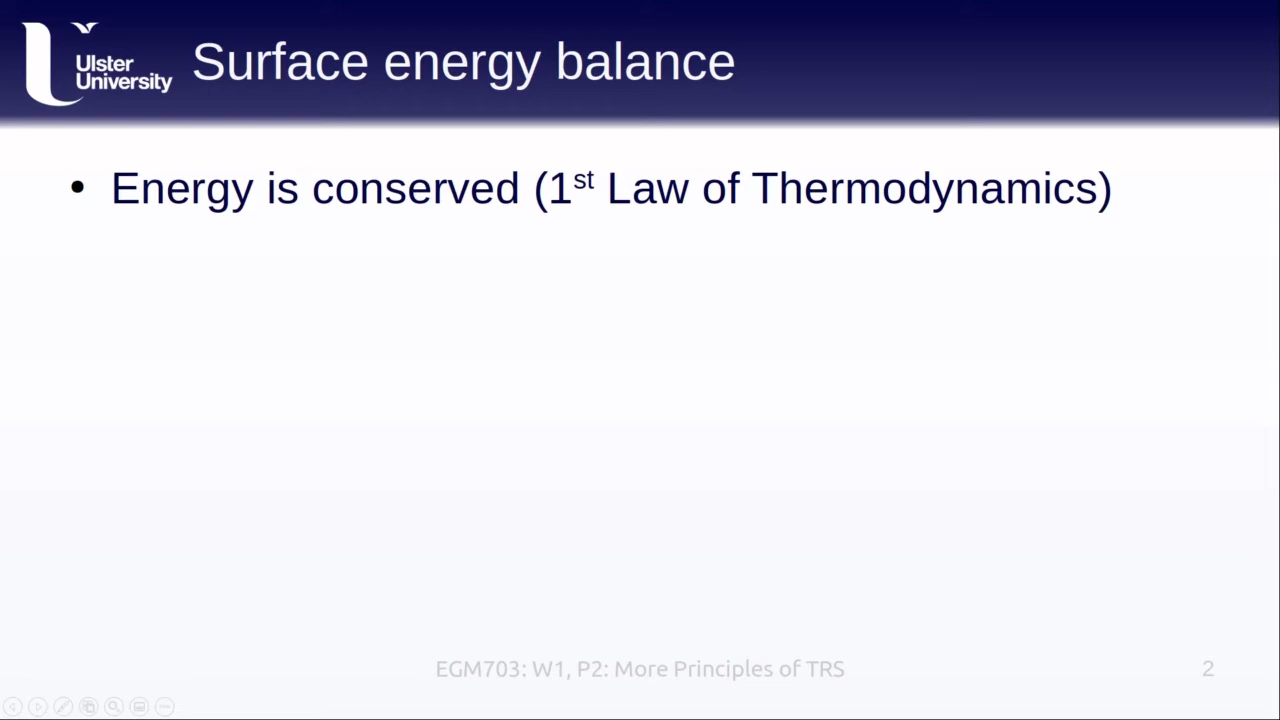 Ulster
University
Surface energy balance
• Energy is conserved (1st Law of Thermodynamics)
EGM703: W1, P2: More Principles of TRS
2